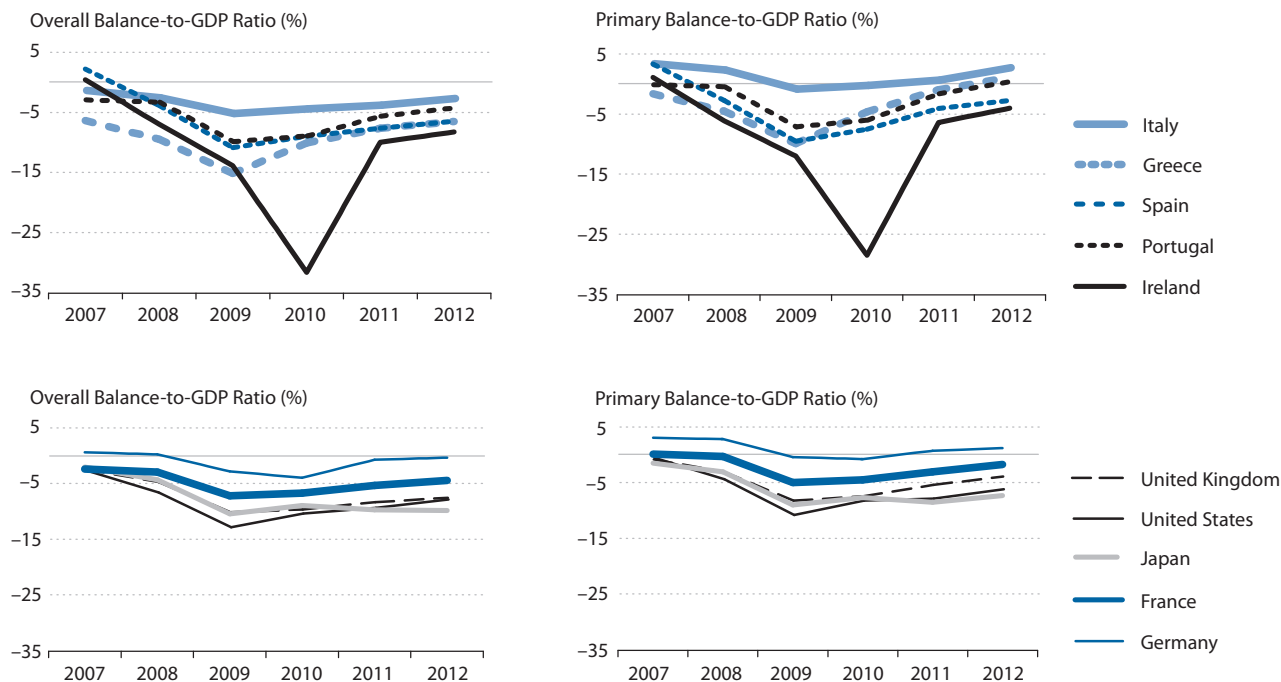 Overall Balance-to-GDP Ratio (%)
5
−5
−15
−25
−35
2007 2008 2009 2010 2011 2012
Primary Balance-to-GDP Ratio (%)
5
−5
−15
−25
−35
2007 2008 2009 2010 2011 2012
Italy
Greece
Spain
Portugal
Ireland
Overall Balance-to-GDP Ratio (%)
5
−5
−15
−25
−35
2007 2008 2009 2010 2011 2012
Primary Balance-to-GDP Ratio (%)
5
−5
−15
−25
−35
2007 2008 2009 2010 2011 2012
United Kingdom
United States
Japan
France
Germany